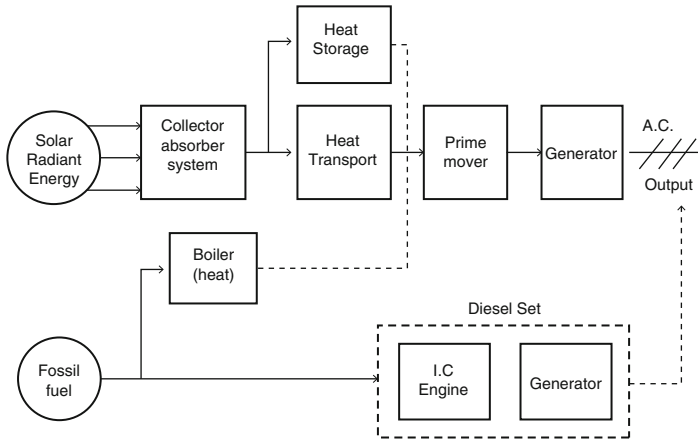 Heat
Storage
Solar
Radiant
Energy
Collector
absorber
system
Heat
Transport
Prime
mover
Generator
A.C.
Output
Boiler
(heat)
Diesel Set
Fossil
fuel
I.C
Engine
Generator